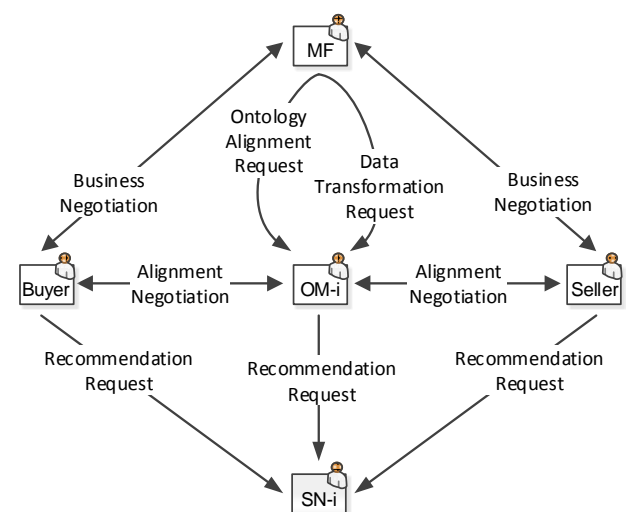 MF
Ontology
Alignment
Request
Data
Transformation
Request
Business
Negotiation
Business
Negotiation
Buyer
Alignment
Negotiation
OM-i
Alignment
Negotiation
Seller
Recommendation
Request
Recommendation
Request
Recommendation
Request
SN-i